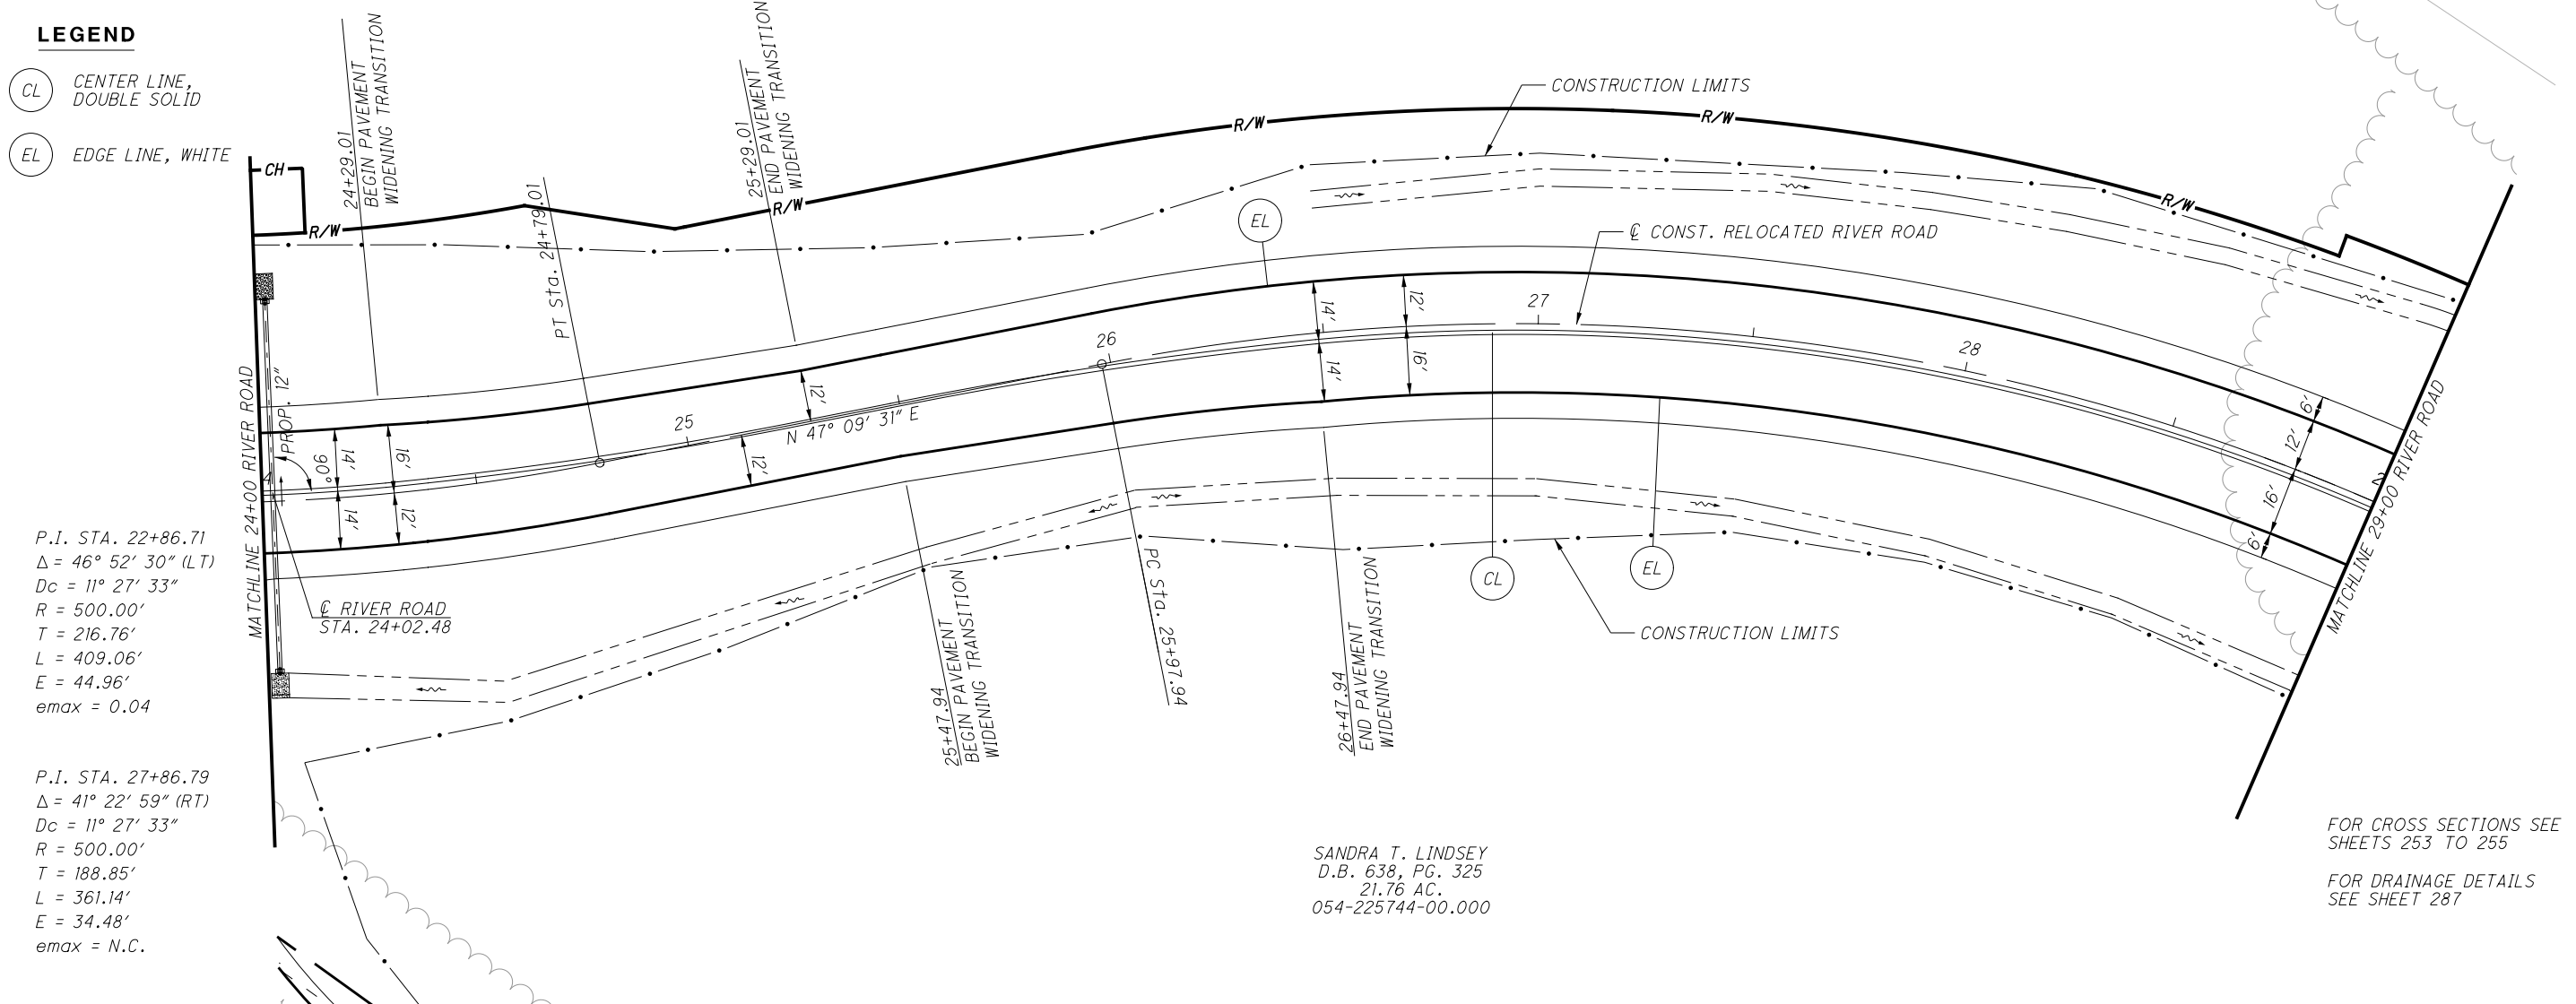 LEGEND
CL
CENTER LINE,
DOUBLE SOLID
EL
EDGE LINE, WHITE
24+29.01
BEGIN PAVEMENT
WIDENING TRANSITION
PT Sta. 24+79.01
25+29.01
END PAVEMENT
WIDENING TRANSITION
CONSTRUCTION LIMITS
CH
R/W
R/W
R/W
R/W
R/W
EL
℄ CONST. RELOCATED RIVER ROAD
MATCHLINE 24+00 RIVER ROAD
PROP. 12"
90°
14'
14'
16'
12'
25
12'
12'
N 47° 09' 31" E
26
14'
14'
12'
16'
27
28
6'
12'
16'
6'
MATCHLINE 29+00 RIVER ROAD
℄ RIVER ROAD
STA. 24+02.48
25+47.94
BEGIN PAVEMENT
WIDENING TRANSITION
PC Sta. 25+97.94
26+47.94
END PAVEMENT
WIDENING TRANSITION
CL
EL
CONSTRUCTION LIMITS
P.I. STA. 22+86.71
Δ = 46° 52' 30" (LT)
Dc = 11° 27' 33"
R = 500.00'
T = 216.76'
L = 409.06'
E = 44.96'
emax = 0.04
P.I. STA. 27+86.79
Δ = 41° 22' 59" (RT)
Dc = 11° 27' 33"
R = 500.00'
T = 188.85'
L = 361.14'
E = 34.48'
emax = N.C.
SANDRA T. LINDSEY
D.B. 638, PG. 325
21.76 AC.
054-225744-00.000
FOR CROSS SECTIONS SEE
SHEETS 253 TO 255
FOR DRAINAGE DETAILS
SEE SHEET 287